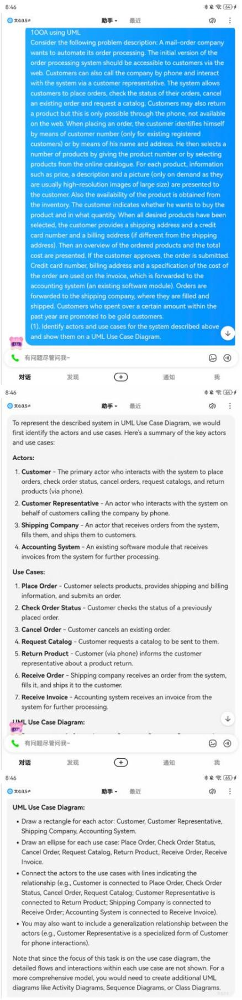 8:46
64
文心3.5
助手
最近
1OOA using UML
Consider the following problem description: A mail-order company
wants to automate its order processing. The initial version of the
order processing system should be accessible to customers via the
web. Customers can also call the company by phone and interact
with the system via a customer representative. The system allows
customers to place orders, check the status of their orders, cancel
an existing order and request a catalog. Customers may also return
a product but this is only possible through the phone, not available
on the web. When placing an order, the customer identifies himself
by means of customer number (only for existing registered
customers) or by means of his name and address. He then selects a
number of products by giving the product number or by selecting
products from the online catalogue. For each product, information
such as price, a description and a picture (only on demand as they
are usually high-resolution images of large size) are presented to
the customer. Also the availability of the product is obtained from
the inventory. The customer indicates whether he wants to buy the
product and in what quantity. When all desired products have been
selected, the customer provides a shipping address and a credit
card number and a billing address (if different from the shipping
address). Then an overview of the ordered products and the total
cost are presented. If the customer approves, the order is submitted.
Credit card number, billing address and a specification of the cost of
the order are used on the invoice, which is forwarded to the
accounting system (an existing software module). Orders are
forwarded to the shipping company, where they are filled and
shipped. Customers who spent over a certain amount within the
past year are promoted to be gold customers.
(1). Identify actors and use cases for the system described above
and show them on a UML Use Case Diagram.
有问题尽管问我~
对话
发现
通知
我
8:46
64
文心3.5
助手
最近
To represent the described system in UML Use Case Diagram, we would
first identify the actors and use cases. Here's a summary of the key actors
and use cases:
Actors:
1. Customer - The primary actor who interacts with the system to place
orders, check order status, cancel orders, request catalogs, and return
products (via phone).
2. Customer Representative - An actor who interacts with the system on
behalf of customers calling the company by phone.
3. Shipping Company - An actor that receives orders from the system,
fills them, and ships them to customers.
4. Accounting System - An existing software module that receives
invoices from the system for further processing.
Use Cases:
1. Place Order - Customer selects products, provides shipping and billing
information, and submits an order.
2. Check Order Status - Customer checks the status of a previously
placed order.
3. Cancel Order - Customer cancels an existing order.
4. Request Catalog - Customer requests a catalog to be sent to them.
5. Return Product - Customer (via phone) informs the customer
representative about a product return.
6. Receive Order - Shipping company receives an order from the system,
fills it, and ships it to the customer.
7. Receive Invoice - Accounting system receives an invoice from the
system for further processing.
UML Use Case Diagram:
有问题尽管问我~
对话
发现
通知
我
8:46
65
文心3.5
助手
最近
UML Use Case Diagram:
• Draw a rectangle for each actor: Customer, Customer Representative,
Shipping Company, Accounting System.
• Draw an ellipse for each use case: Place Order, Check Order Status,
Cancel Order, Request Catalog, Return Product, Receive Order, Receive
Invoice.
• Connect the actors to the use cases with lines indicating the
relationship (e.g., Customer is connected to Place Order, Check Order
Status, Cancel Order, Request Catalog; Customer Representative is
connected to Return Product; Shipping Company is connected to
Receive Order; Accounting System is connected to Receive Invoice).
• You may also want to include a generalization relationship between the
actors (e.g., Customer Representative is a specialized form of Customer
for phone interactions).
Note that since the focus of this task is on the use case diagram, the
detailed flows and interactions within each use case are not shown. For a
more comprehensive model, you would need to create additional UML
diagrams like Activity Diagrams, Sequence Diagrams, or Class Diagrams.